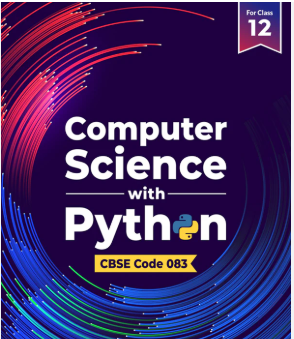 For Class
12
Computer
Science
with
Python
CBSE Code 083